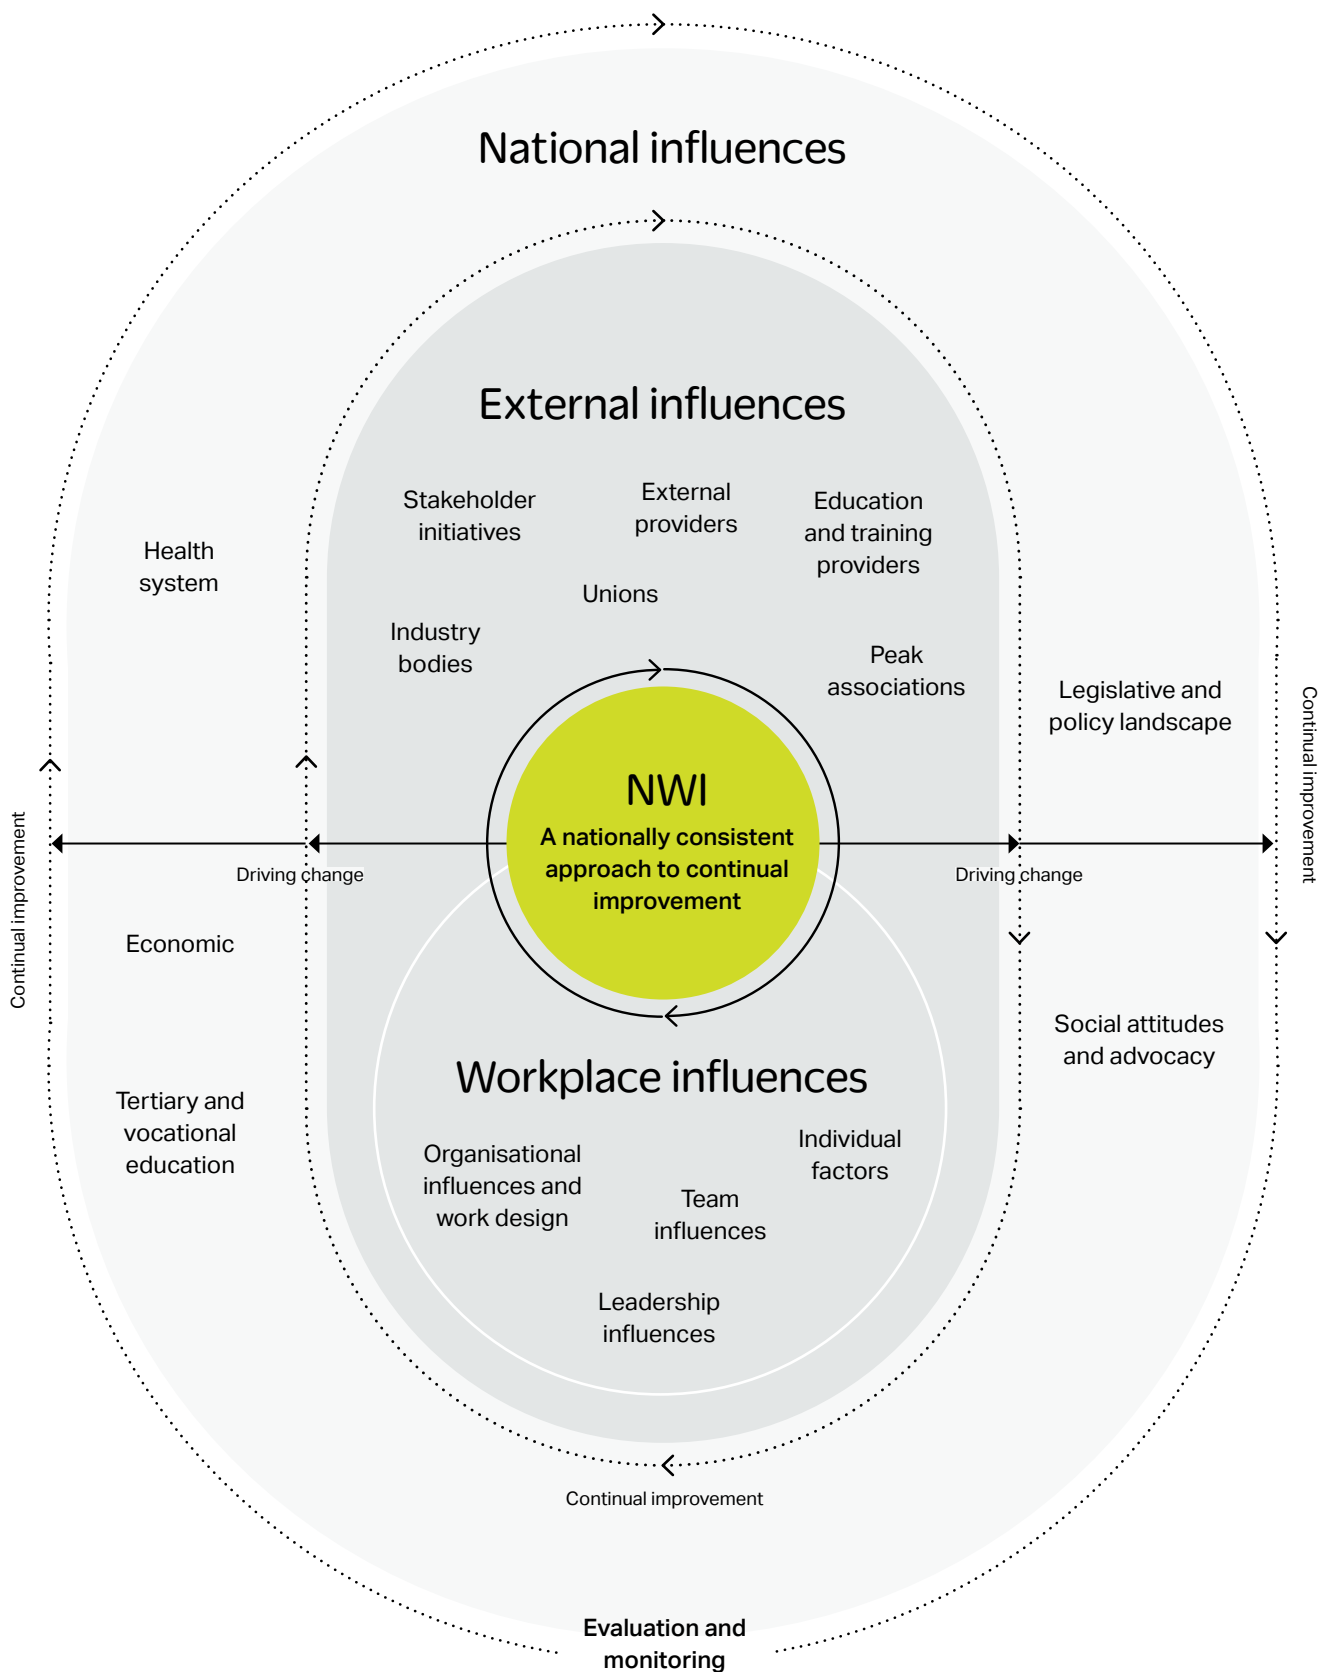 National influences
External influences
Stakeholder
initiatives
External
providers
Education
and training
providers
Unions
Industry
bodies
Peak
associations
Health
system
Legislative and
policy landscape
Continual improvement
NWI
A nationally consistent
approach to continual
improvement
Driving change
Driving change
Continual improvement
Economic
Social attitudes
and advocacy
Tertiary and
vocational
education
Workplace influences
Organisational
influences and
work design
Individual
factors
Team
influences
Leadership
influences
Continual improvement
Evaluation and
monitoring